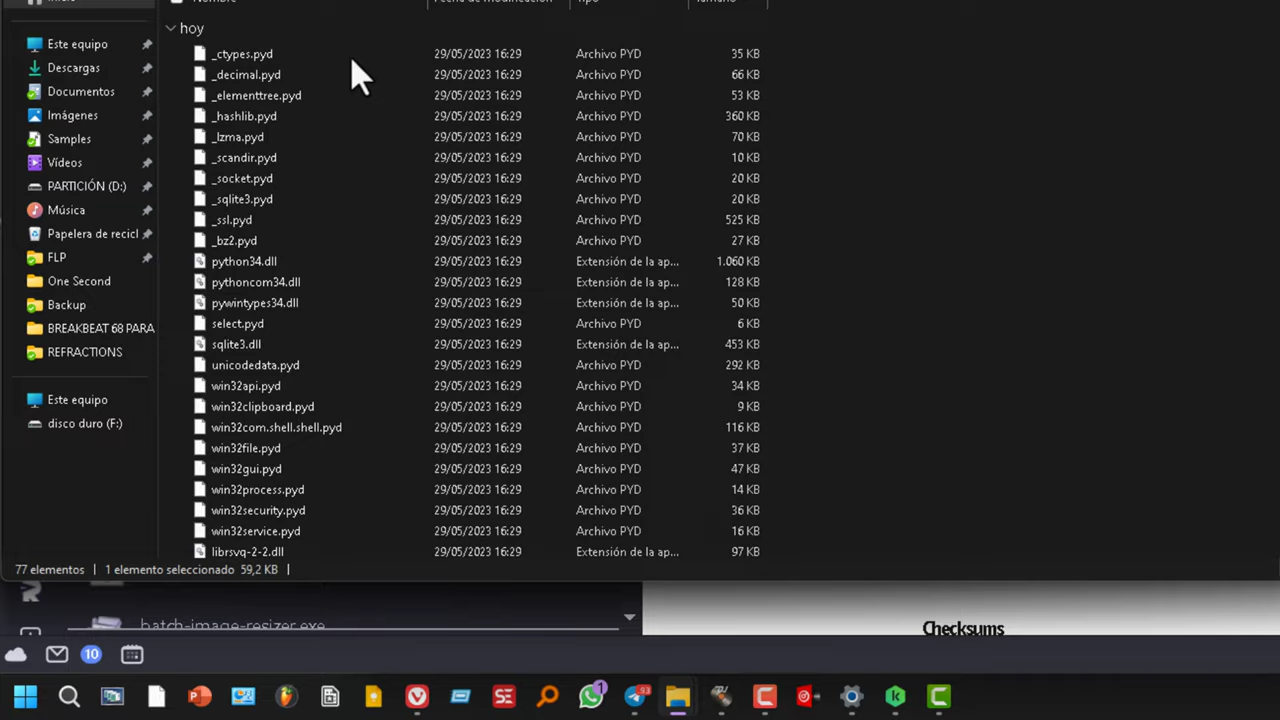 Inicio
Nombre Fecha de modificación Tipo Tamaño
hoy
Este equipo
Descargas
Documentos
Imágenes
Samples
Vídeos
PARTICIÓN (D:)
Música
Papelera de recicl
FLP
One Second
Backup
BREAKBEAT 68 PARA
REFRACTIONS
Este equipo
disco duro (F:)
_ctypes.pyd 29/05/2023 16:29 Archivo PYD 35 KB
_decimal.pyd 29/05/2023 16:29 Archivo PYD 66 KB
_elementtree.pyd 29/05/2023 16:29 Archivo PYD 53 KB
_hashlib.pyd 29/05/2023 16:29 Archivo PYD 360 KB
_lzma.pyd 29/05/2023 16:29 Archivo PYD 70 KB
_scandir.pyd 29/05/2023 16:29 Archivo PYD 10 KB
_socket.pyd 29/05/2023 16:29 Archivo PYD 20 KB
_sqlite3.pyd 29/05/2023 16:29 Archivo PYD 20 KB
_ssl.pyd 29/05/2023 16:29 Archivo PYD 525 KB
_bz2.pyd 29/05/2023 16:29 Archivo PYD 27 KB
python34.dll 29/05/2023 16:29 Extensión de la ap... 1.060 KB
pythoncom34.dll 29/05/2023 16:29 Extensión de la ap... 128 KB
pywintypes34.dll 29/05/2023 16:29 Extensión de la ap... 50 KB
select.pyd 29/05/2023 16:29 Archivo PYD 6 KB
sqlite3.dll 29/05/2023 16:29 Extensión de la ap... 453 KB
unicodedata.pyd 29/05/2023 16:29 Archivo PYD 292 KB
win32api.pyd 29/05/2023 16:29 Archivo PYD 34 KB
win32clipboard.pyd 29/05/2023 16:29 Archivo PYD 9 KB
win32com.shell.shell.pyd 29/05/2023 16:29 Archivo PYD 116 KB
win32file.pyd 29/05/2023 16:29 Archivo PYD 37 KB
win32gui.pyd 29/05/2023 16:29 Archivo PYD 47 KB
win32process.pyd 29/05/2023 16:29 Archivo PYD 14 KB
win32security.pyd 29/05/2023 16:29 Archivo PYD 36 KB
win32service.pyd 29/05/2023 16:29 Archivo PYD 16 KB
librsvq-2-2.dll 29/05/2023 16:29 Extensión de la ap... 97 KB
77 elementos 1 elemento seleccionado 59,2 KB
batch-image-resizer.exe
Checksums
10
SE
1
93